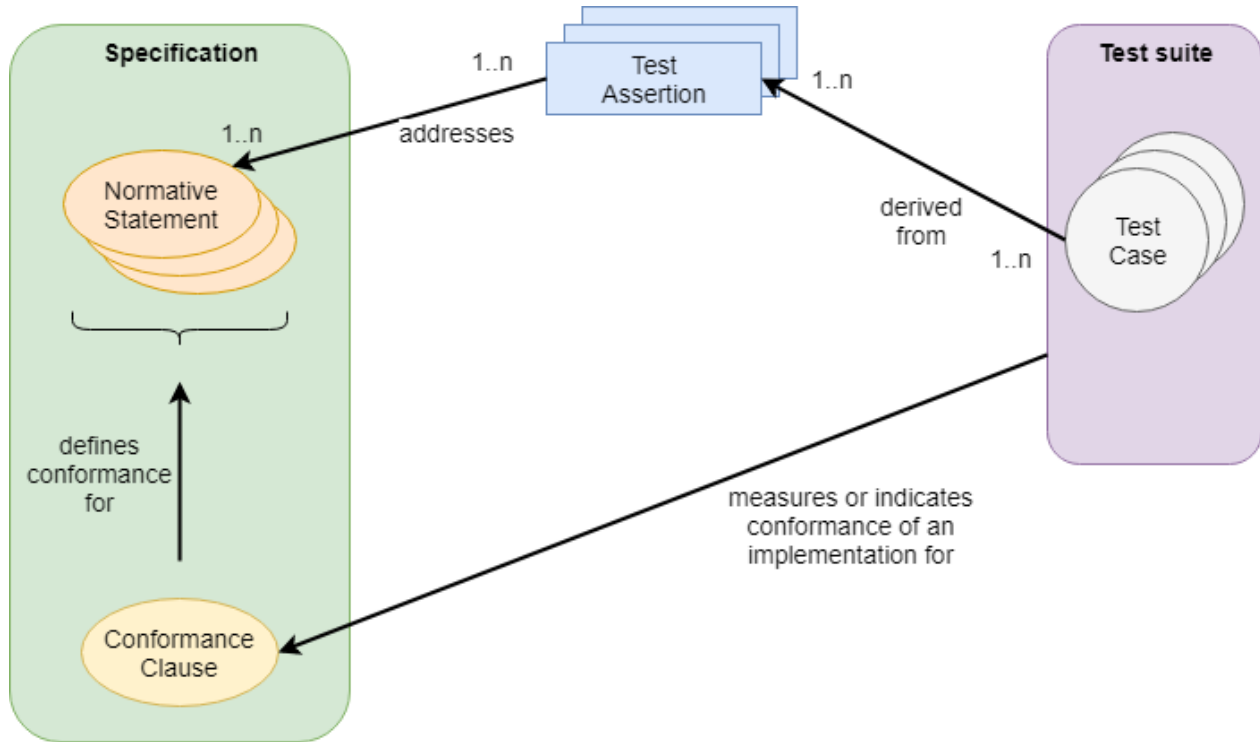 Specification
1..n
Test
Assertion
1..n
Test suite
1..n
addresses
Normative
Statement
derived
from
Test
Case
1..n
defines
conformance
for
measures or indicates
conformance of an
implementation for
Conformance
Clause